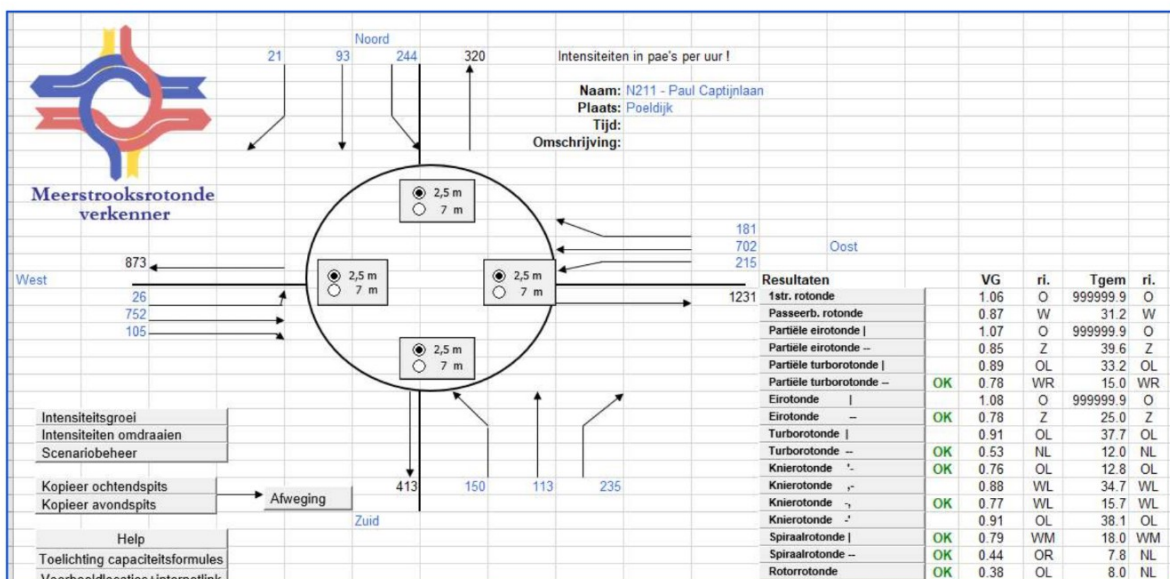 Noord
21 93 244 320 Intensiteiten in pae's per uur !
Naam: N211 - Paul Captijnlaan
Plaats: Poeldijk
Tijd:
Omschrijving:
Meerstrooksrotonde
verkenner
2,5 m
7 m
181
702 Oost
215
873
West
2,5 m
7 m
2,5 m
7 m
1231
26
752
105
2,5 m
7 m
413 150 113 235
Zuid
Intensiteitsgroei
Intensiteiten omdraaien
Scenariobeheer
Kopieer ochtendspits
Kopieer avondspits
Afweging
Help
Toelichting capaciteitsformules
Voorbeeldlocaties+internetlink
Resultaten VG ri. Tgem ri.
1str. rotonde 1.06 O 999999.9 O
Passeerb. rotonde 0.87 W 31.2 W
Partiële eirotonde | 1.07 O 999999.9 O
Partiële eirotonde -- 0.85 Z 39.6 Z
Partiële turborotonde | 0.89 OL 33.2 OL
Partiële turborotonde -- OK 0.78 WR 15.0 WR
Eirotonde | 1.08 O 999999.9 O
Eirotonde -- OK 0.78 Z 25.0 Z
Turborotonde | 0.91 OL 37.7 OL
Turborotonde -- OK 0.53 NL 12.0 NL
Knierotonde '- OK 0.76 OL 12.8 OL
Knierotonde ,- 0.88 WL 34.7 WL
Knierotonde -, OK 0.77 WL 15.7 WL
Knierotonde -' 0.91 OL 38.1 OL
Spiraalrotonde | OK 0.79 WM 18.0 WM
Spiraalrotonde -- OK 0.44 OR 7.8 NL
Rotorrotonde OK 0.38 OL 8.0 NL